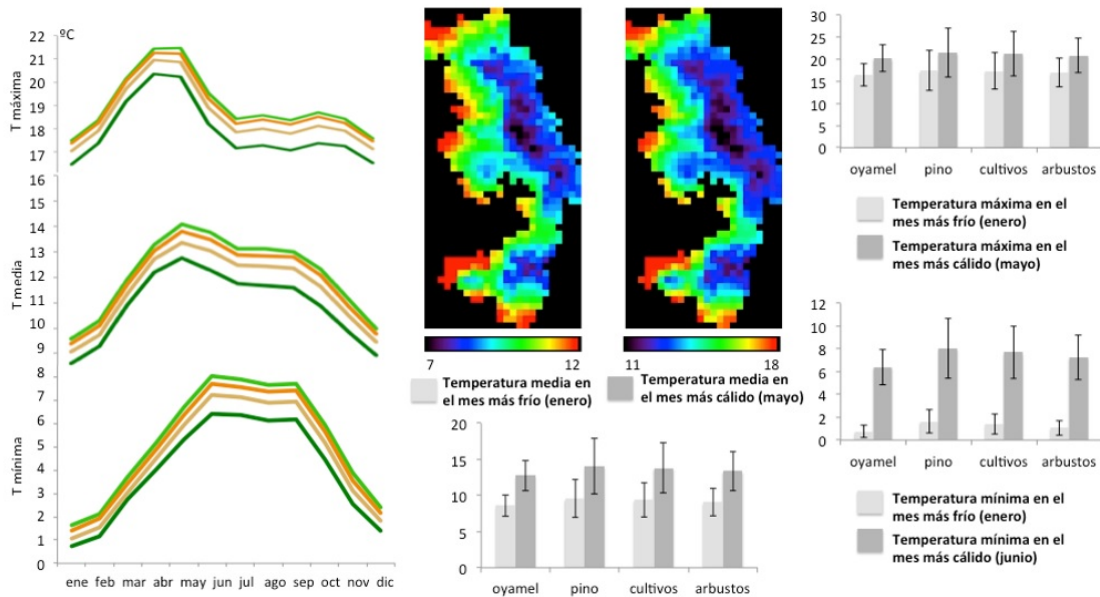 ºC
T máxima
22
21
20
19
18
17
T media
16
15
14
13
12
11
10
9
8
T mínima
7
6
5
4
3
2
1
0
ene feb mar abr may jun jul ago sep oct nov dic
7 12
11 18
Temperatura media en
el mes más frío (enero)
Temperatura media en
el mes más cálido (mayo)
20
15
10
5
0
oyamel pino cultivos arbustos
30
25
20
15
10
5
0
oyamel pino cultivos arbustos
Temperatura máxima en el
mes más frío (enero)
Temperatura máxima en el
mes más cálido (mayo)
12
10
8
6
4
2
0
oyamel pino cultivos arbustos
Temperatura mínima en el
mes más frío (enero)
Temperatura mínima en el
mes más cálido (junio)